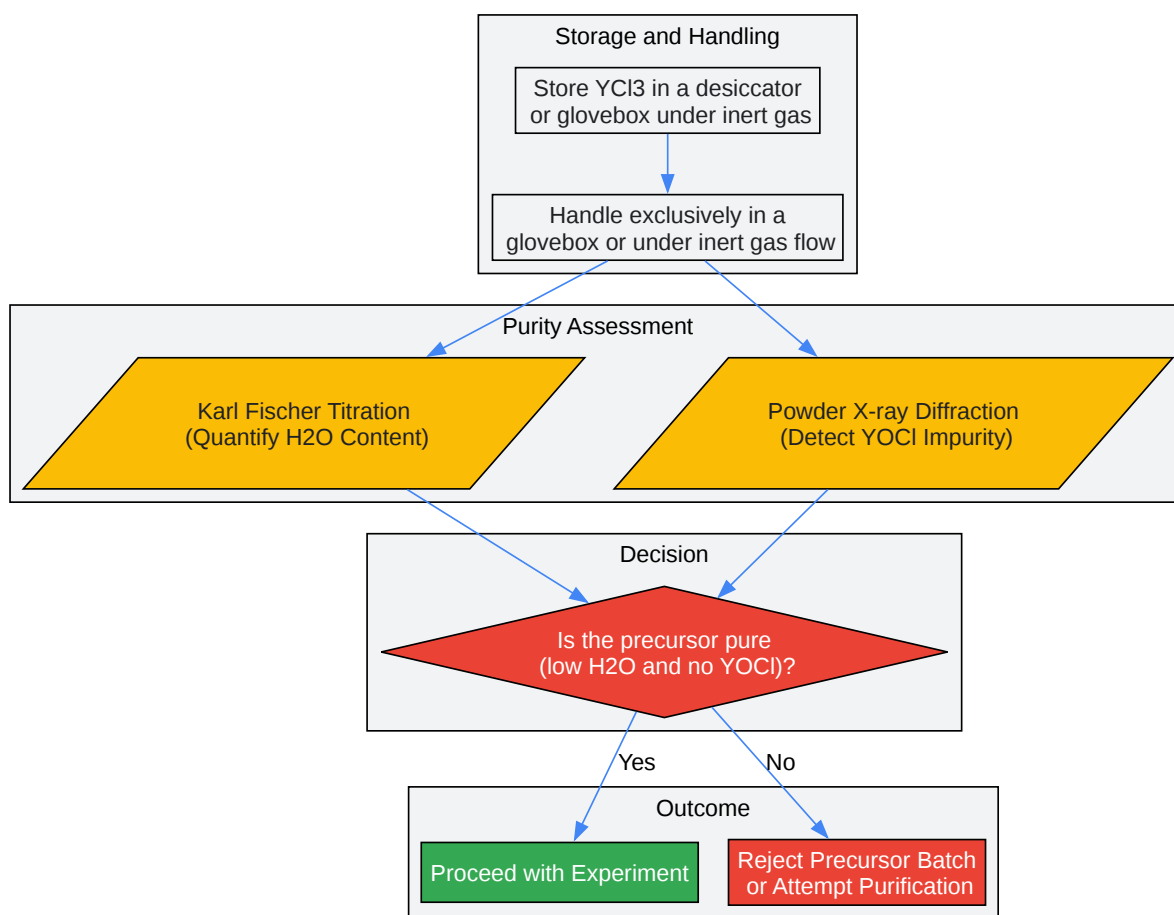 Storage and Handling
Store YCl3 in a desiccator
or glovebox under inert gas
Handle exclusively in a
glovebox or under inert gas flow
Purity Assessment
Karl Fischer Titration
(Quantify H2O Content)
Powder X-ray Diffraction
(Detect YOCl Impurity)
Decision
Is the precursor pure
(low H2O and no YOCl)?
Yes
No
Outcome
Proceed with Experiment
Reject Precursor Batch
or Attempt Purification